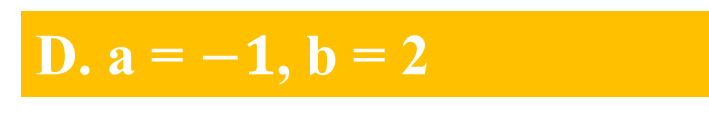 D. a = −1, b = 2